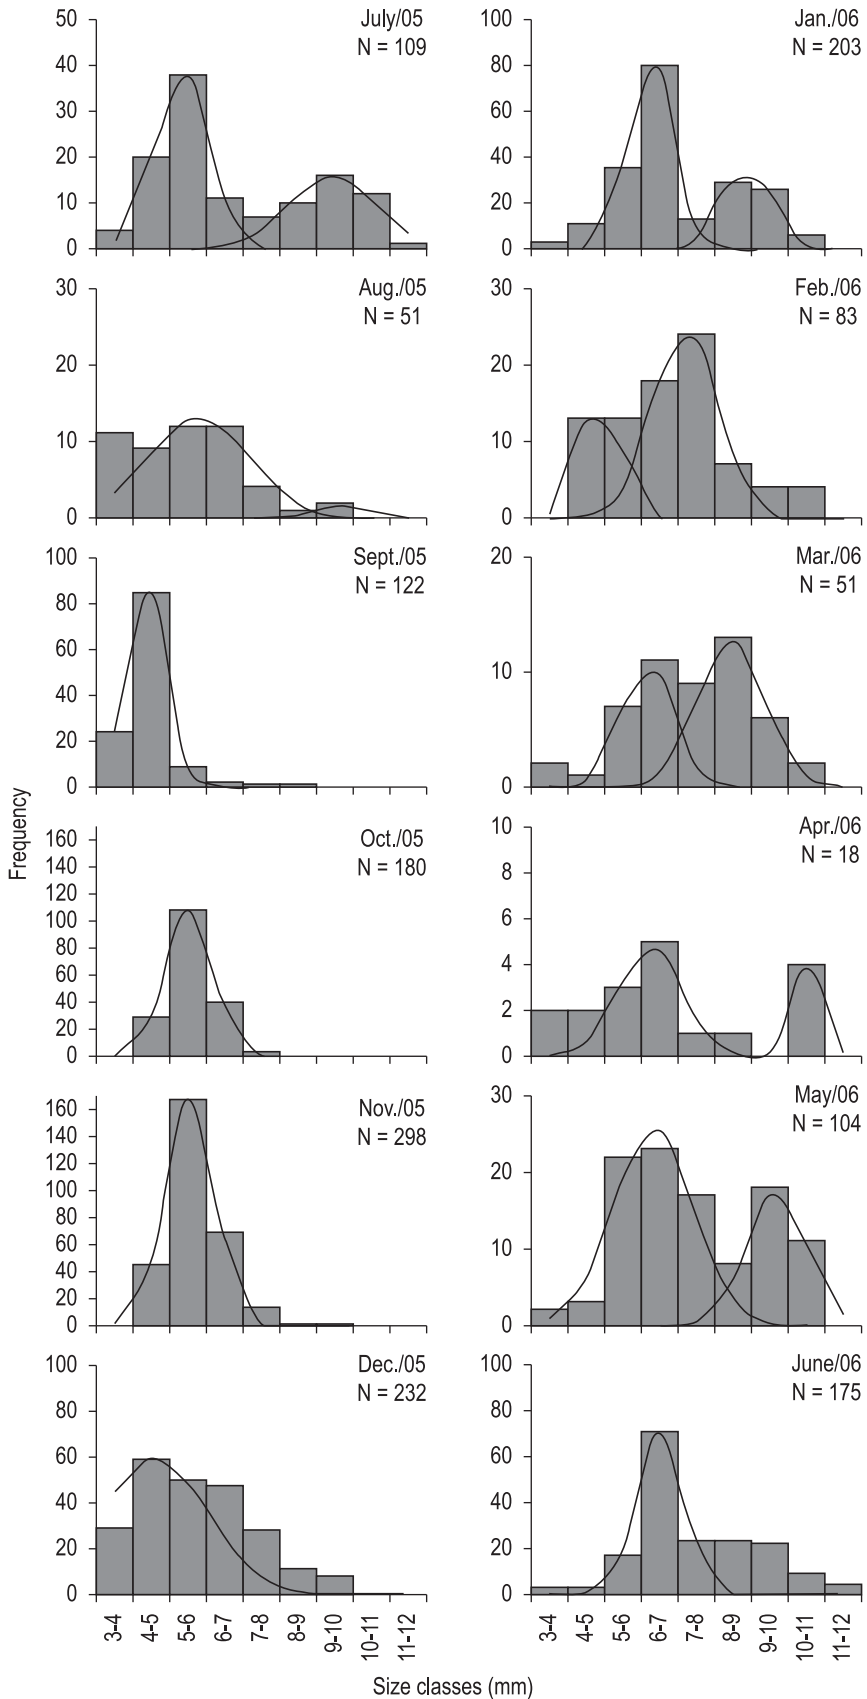 50
40
30
20
10
0
July/05
N = 109
100
80
60
40
20
0
Jan./06
N = 203
30
20
10
0
Aug./05
N = 51
30
20
10
0
Feb./06
N = 83
100
80
60
40
20
0
Sept./05
N = 122
20
10
0
Mar./06
N = 51
Frequency
160
140
120
100
80
60
40
20
0
Oct./05
N = 180
10
8
6
4
2
0
Apr./06
N = 18
160
140
120
100
80
60
40
20
0
Nov./05
N = 298
30
20
10
0
May/06
N = 104
100
80
60
40
20
0
Dec./05
N = 232
100
80
60
40
20
0
June/06
N = 175
3-4 4-5 5-6 6-7 7-8 8-9 9-10 10-11 11-12
3-4 4-5 5-6 6-7 7-8 8-9 9-10 10-11 11-12
Size classes (mm)